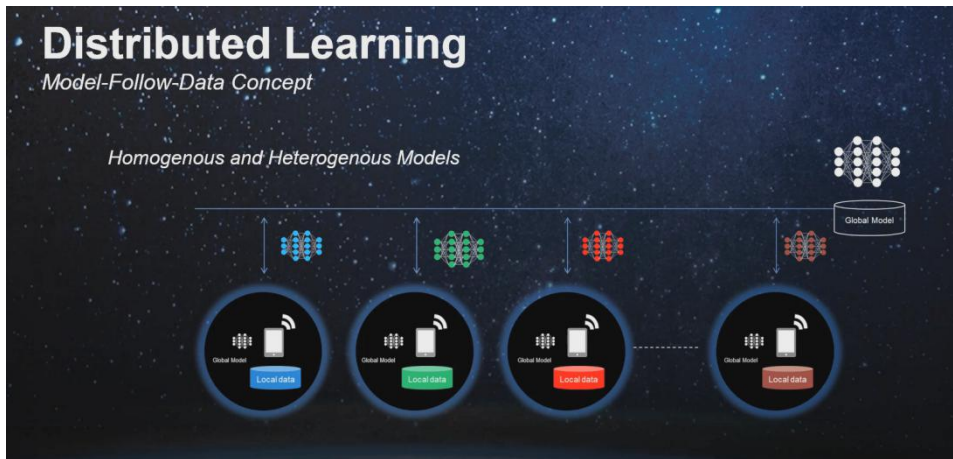 Distributed Learning
Model-Follow-Data Concept
Homogenous and Heterogenous Models
Global Model
Global Model
Local data
Global Model
Local data
Global Model
Local data
Global Model
Local data